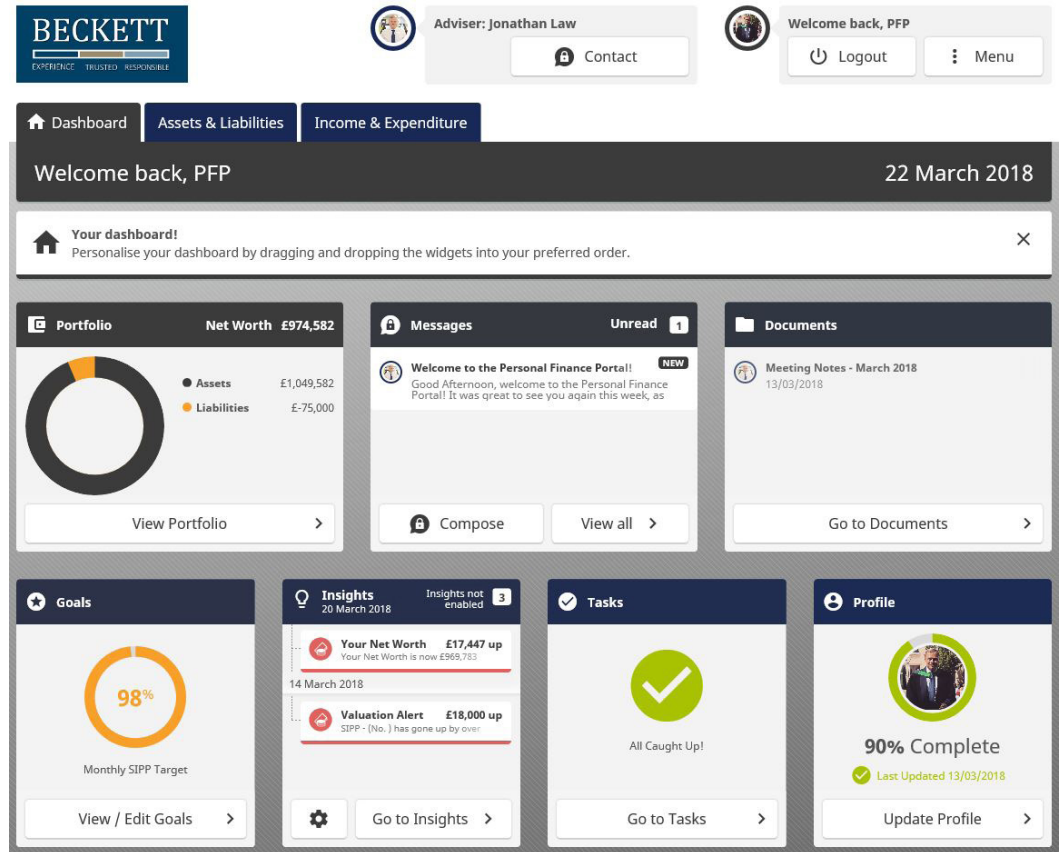 BECKETT
EXPERIENCE TRUSTED RESPONSIBLE
Adviser: Jonathan Law
Contact
Welcome back, PFP
Logout
Menu
Dashboard
Assets & Liabilities
Income & Expenditure
Welcome back, PFP
22 March 2018
Your dashboard!
Personalise your dashboard by dragging and dropping the widgets into your preferred order.
Portfolio
Net Worth £974,582
Assets £1,049,582
Liabilities £-75,000
View Portfolio
Messages
Unread 1
Welcome to the Personal Finance Portal!
NEW
Good Afternoon, welcome to the Personal Finance
Portal! It was great to see you again this week, as
Compose
View all
Documents
Meeting Notes - March 2018
13/03/2018
Go to Documents
Goals
98%
Monthly SIPP Target
View / Edit Goals
Insights
20 March 2018
Insights not
enabled
3
Your Net Worth £17,447 up
Your Net Worth is now £969,783
14 March 2018
Valuation Alert £18,000 up
SIPP - (No. ) has gone up by over
Go to Insights
Tasks
All Caught Up!
Go to Tasks
Profile
90% Complete
Last Updated 13/03/2018
Update Profile